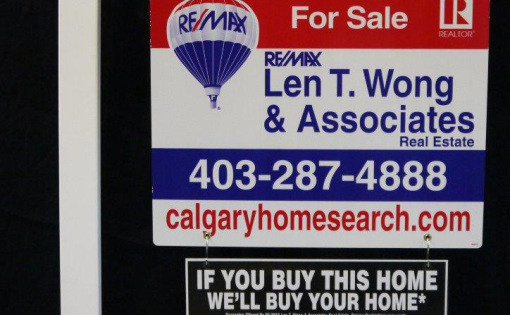 RE/MAX
For Sale
R
REALTOR®
RE/MAX
Len T. Wong
& Associates
Real Estate
403-287-4888
calgaryhomesearch.com
IF YOU BUY THIS HOME
WE'LL BUY YOUR HOME*